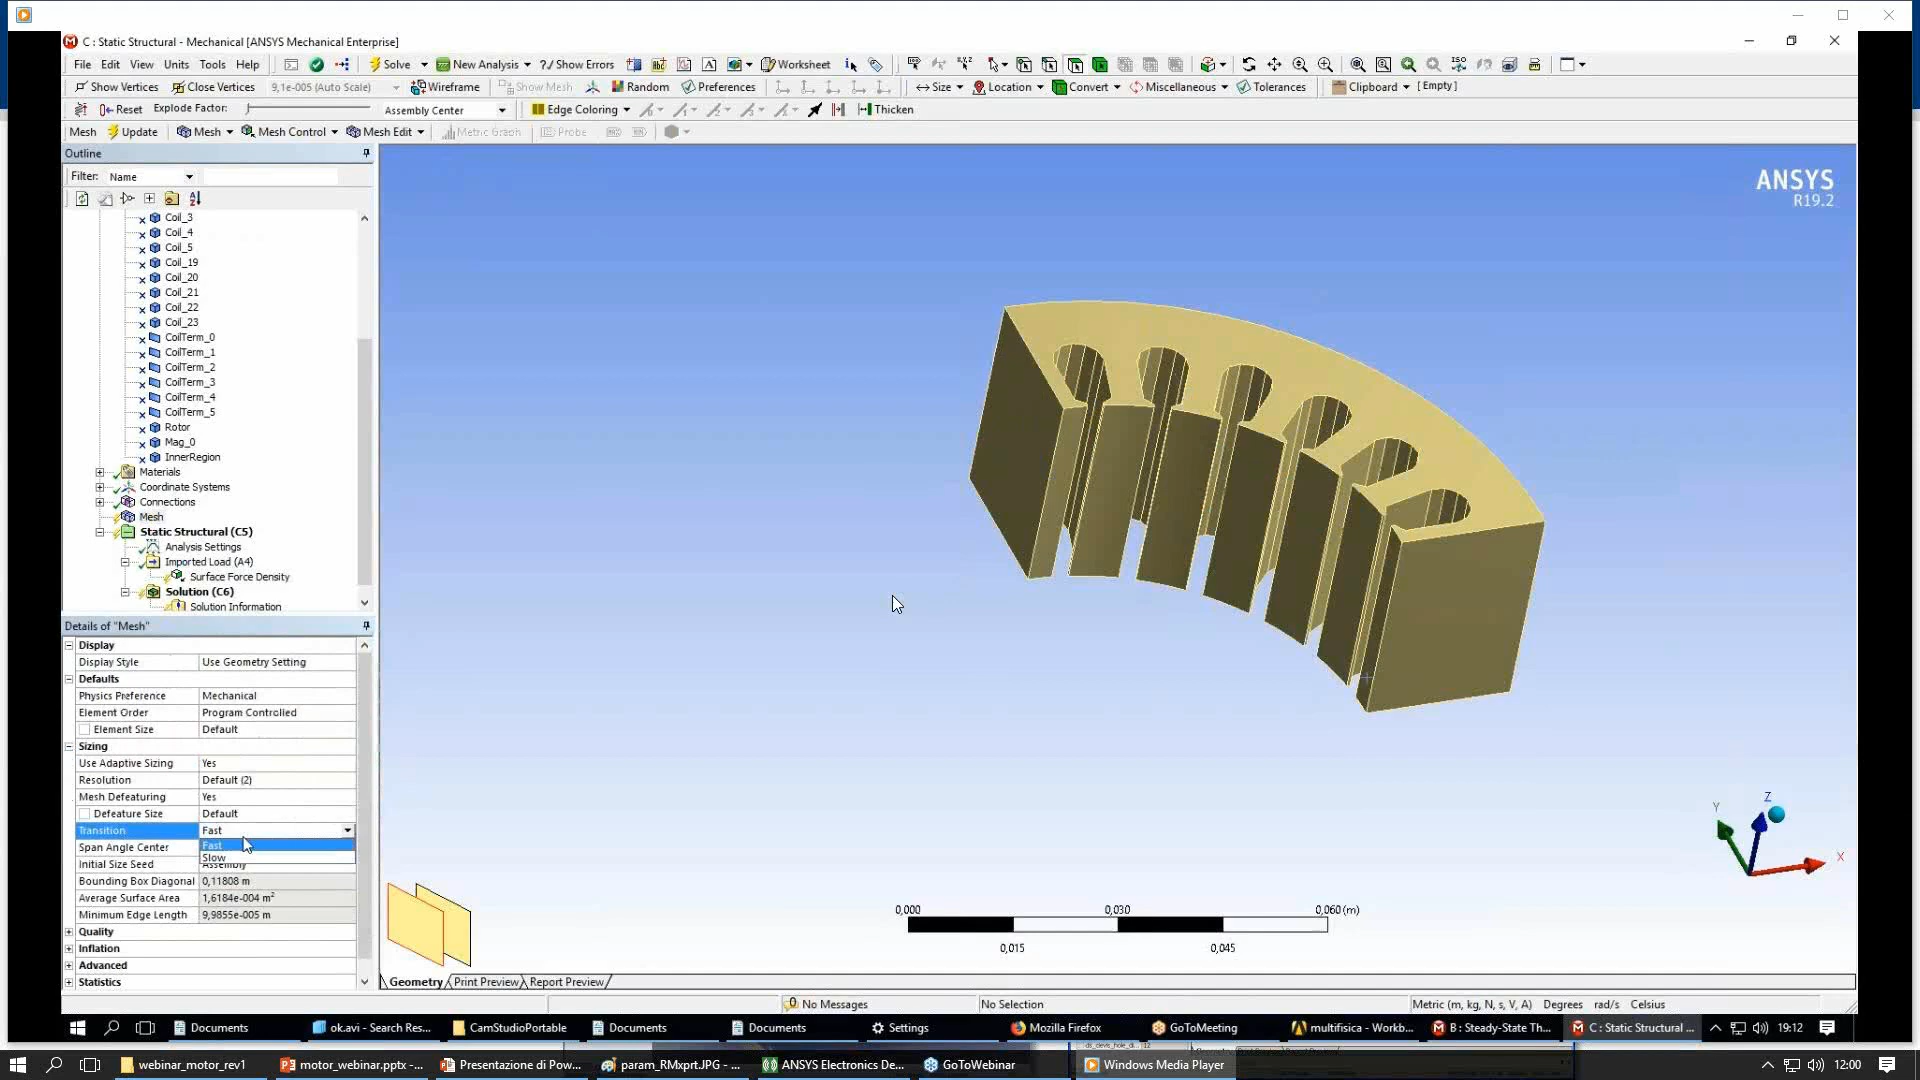 C : Static Structural - Mechanical [ANSYS Mechanical Enterprise]
File Edit View Units Tools Help Solve New Analysis ?/ Show Errors Worksheet
Show Vertices Close Vertices 9,1e-005 (Auto Scale) Wireframe Show Mesh Random Preferences Size Location Convert Miscellaneous Tolerances Clipboard [ Empty ]
Reset Explode Factor: Assembly Center Edge Coloring Thicken
Mesh Update Mesh Mesh Control Mesh Edit Metric Graph Probe
Outline
Filter: Name
Coil_3
Coil_4
Coil_5
Coil_19
Coil_20
Coil_21
Coil_22
Coil_23
CoilTerm_0
CoilTerm_1
CoilTerm_2
CoilTerm_3
CoilTerm_4
CoilTerm_5
Rotor
Mag_0
InnerRegion
Materials
Coordinate Systems
Connections
Mesh
Static Structural (C5)
Analysis Settings
Imported Load (A4)
Surface Force Density
Solution (C6)
Solution Information
Details of "Mesh"
Display
Display Style Use Geometry Setting
Defaults
Physics Preference Mechanical
Element Order Program Controlled
Element Size Default
Sizing
Use Adaptive Sizing Yes
Resolution Default (2)
Mesh Defeaturing Yes
Defeature Size Default
Transition Fast
Fast
Span Angle Center
Slow
Initial Size Seed Assembly
Bounding Box Diagonal 0,11808 m
Average Surface Area 1,6184e-004 m²
Minimum Edge Length 9,9855e-005 m
Quality
Inflation
Advanced
Statistics
ANSYS
R19.2
Y
Z
X
0,000 0,030 0,060 (m)
0,015 0,045
Geometry Print Preview Report Preview
No Messages No Selection Metric (m, kg, N, s, V, A) Degrees rad/s Celsius
Documents ok.avi - Search Res... CamStudioPortable Documents Documents Settings Mozilla Firefox GoToMeeting multifisica - Workb... B : Steady-State Th... C : Static Structural ... 19:12
webinar_motor_rev1 motor_webinar.pptx -... Presentazione di Pow... param_RMxprt.JPG - ... ANSYS Electronics De... GoToWebinar Windows Media Player 12:00